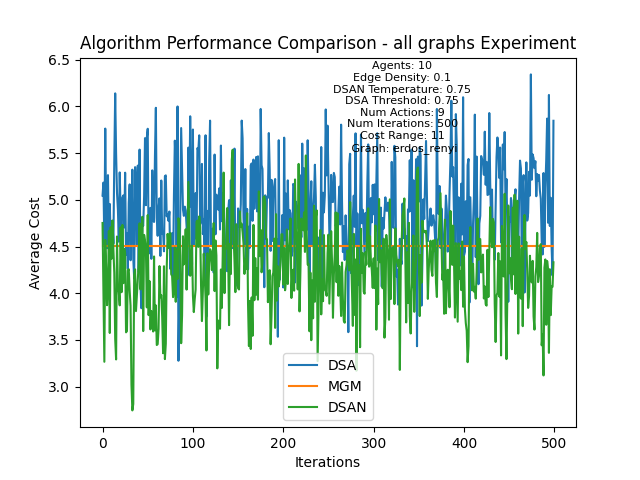 Algorithm Performance Comparison - all graphs Experiment
Agents: 10
Edge Density: 0.1
DSAN Temperature: 0.75
DSA Threshold: 0.75
Num Actions: 9
Num Iterations: 500
Cost Range: 11
Graph: erdos_renyi
6.5
6.0
5.5
5.0
4.5
4.0
3.5
3.0
Average Cost
DSA
MGM
DSAN
0 100 200 300 400 500
Iterations